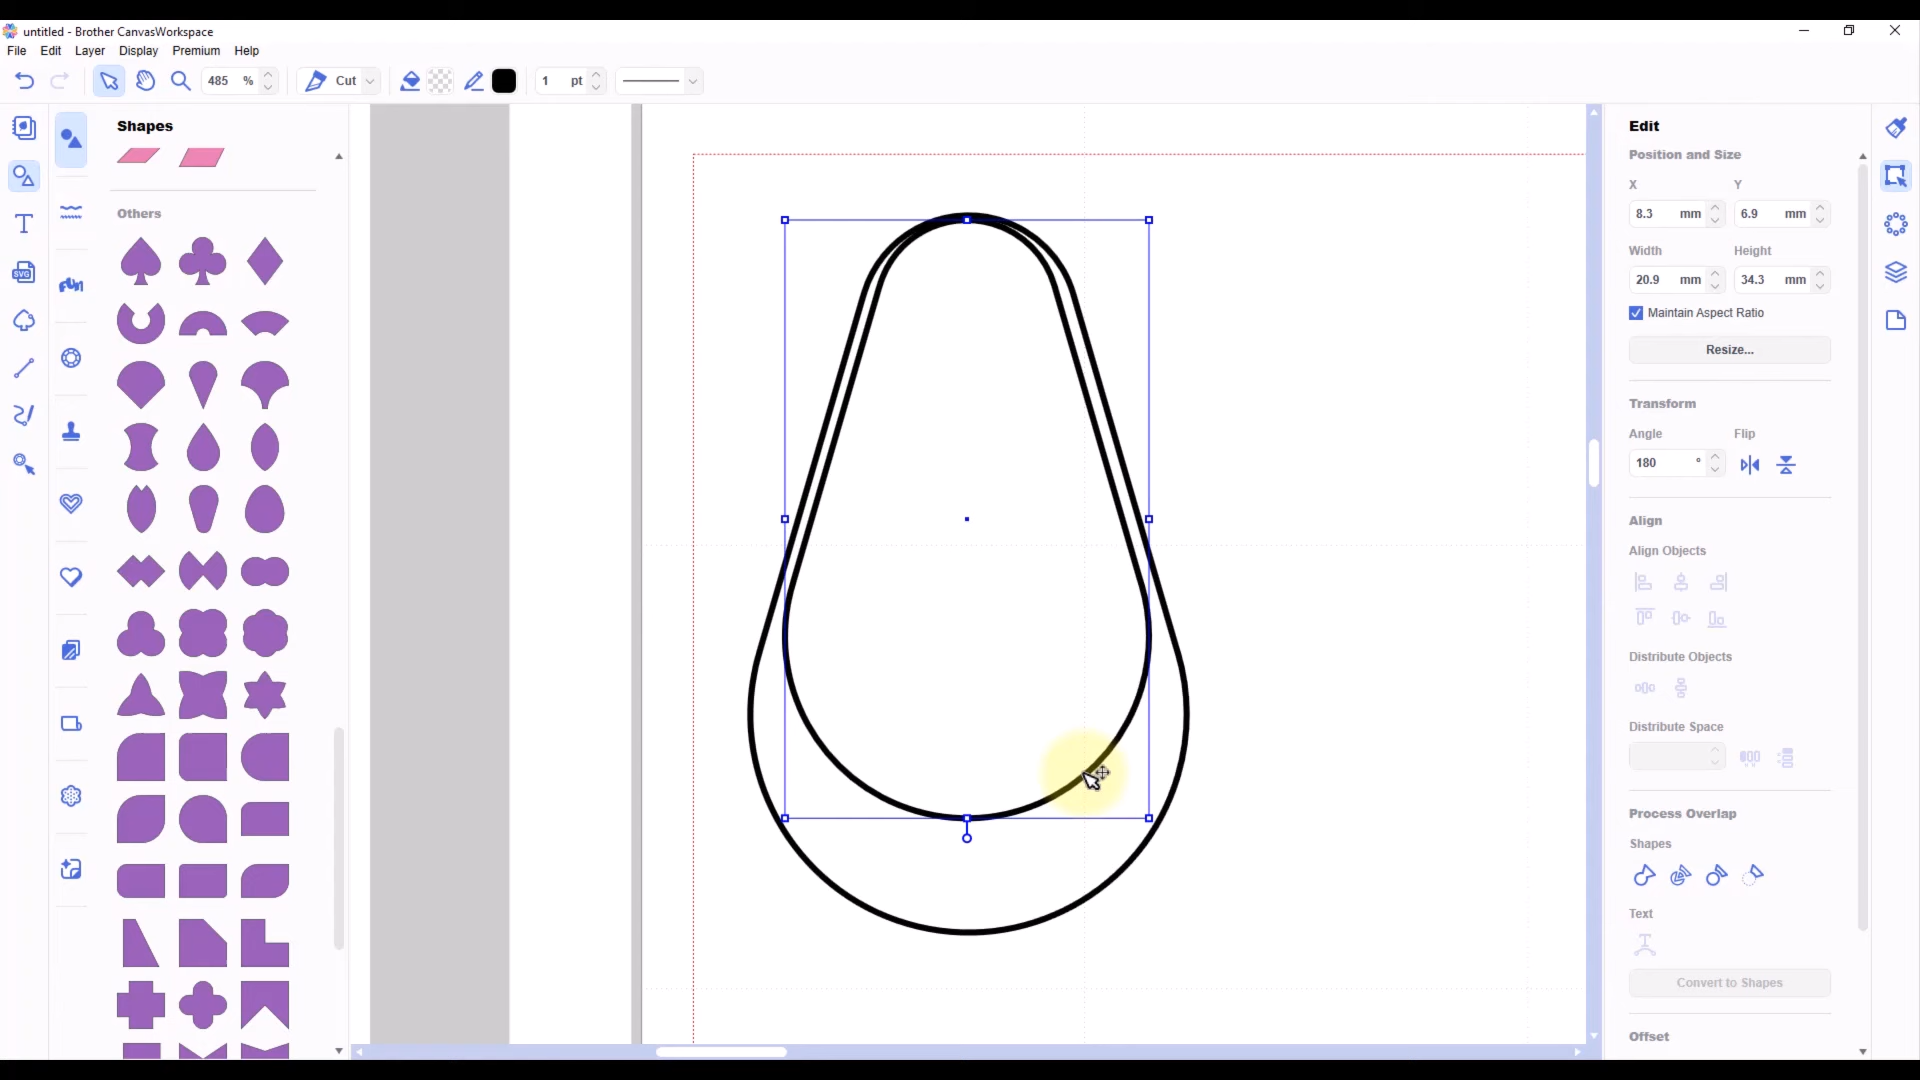 untitled - Brother CanvasWorkspace
File Edit Layer Display Premium Help
485 % Cut 1 pt
Shapes
Others
SVG
Edit
Position and Size
X Y
8.3 mm 6.9 mm
Width Height
20.9 mm 34.3 mm
Maintain Aspect Ratio
Resize...
Transform
Angle Flip
180 °
Align
Align Objects
Distribute Objects
Distribute Space
Process Overlap
Shapes
Text
Convert to Shapes
Offset